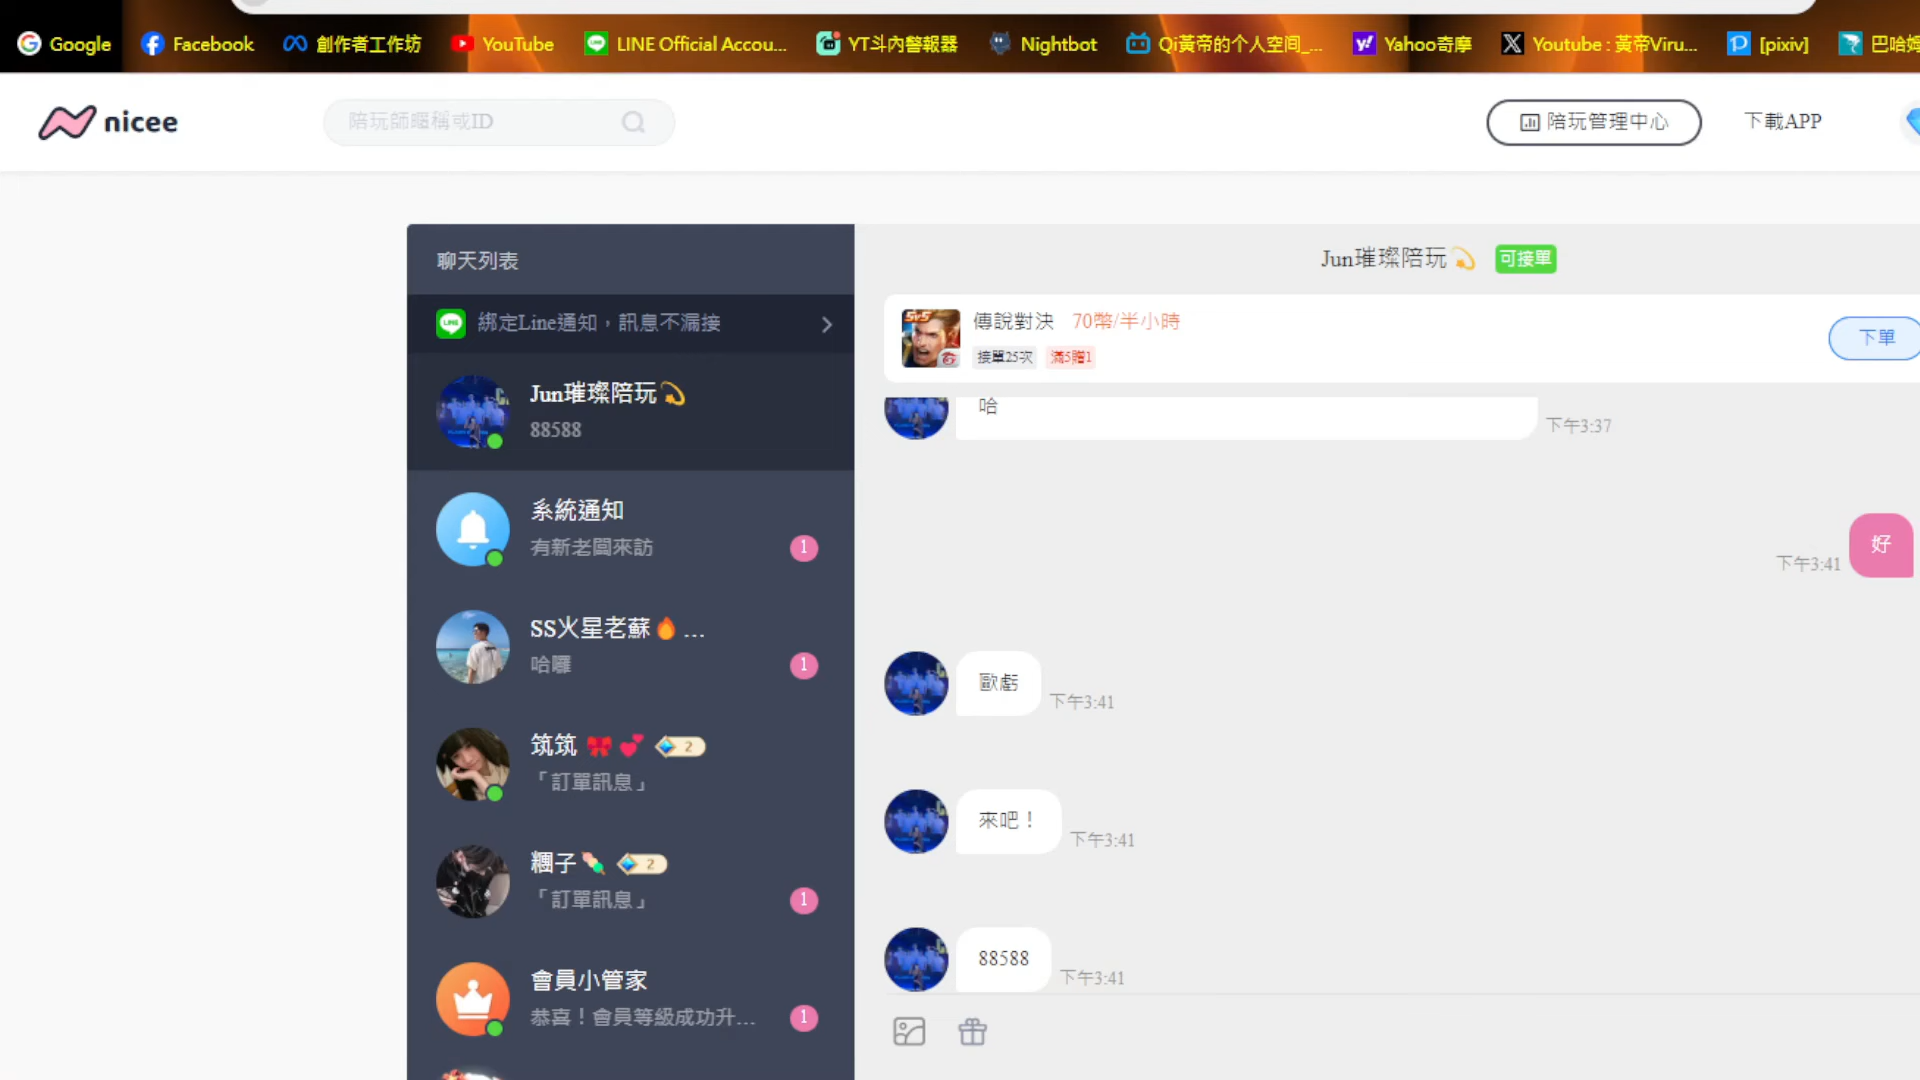 Google
Facebook
創作者工作坊
YouTube
LINE Official Accou...
YT斗內警報器
Nightbot
Qi黃帝的个人空间_...
Yahoo奇摩
Youtube : 黃帝Viru...
[pixiv]
巴哈姆
nicee
陪玩師暱稱或ID
陪玩管理中心
下載APP
聊天列表
綁定Line通知，訊息不漏接
Jun璀璨陪玩💫
88588
系統通知
有新老闆來訪
1
SS火星老蘇🔥 ...
哈囉
1
筑筑 🎀 💕 2
「訂單訊息」
糰子🍡 2
「訂單訊息」
1
會員小管家
恭喜！會員等級成功升...
1
Jun璀璨陪玩💫 可接單
傳說對決 70幣/半小時
接單25次 滿5贈1
下單
哈
下午3:37
好
下午3:41
歐虧
下午3:41
來吧！
下午3:41
88588
下午3:41